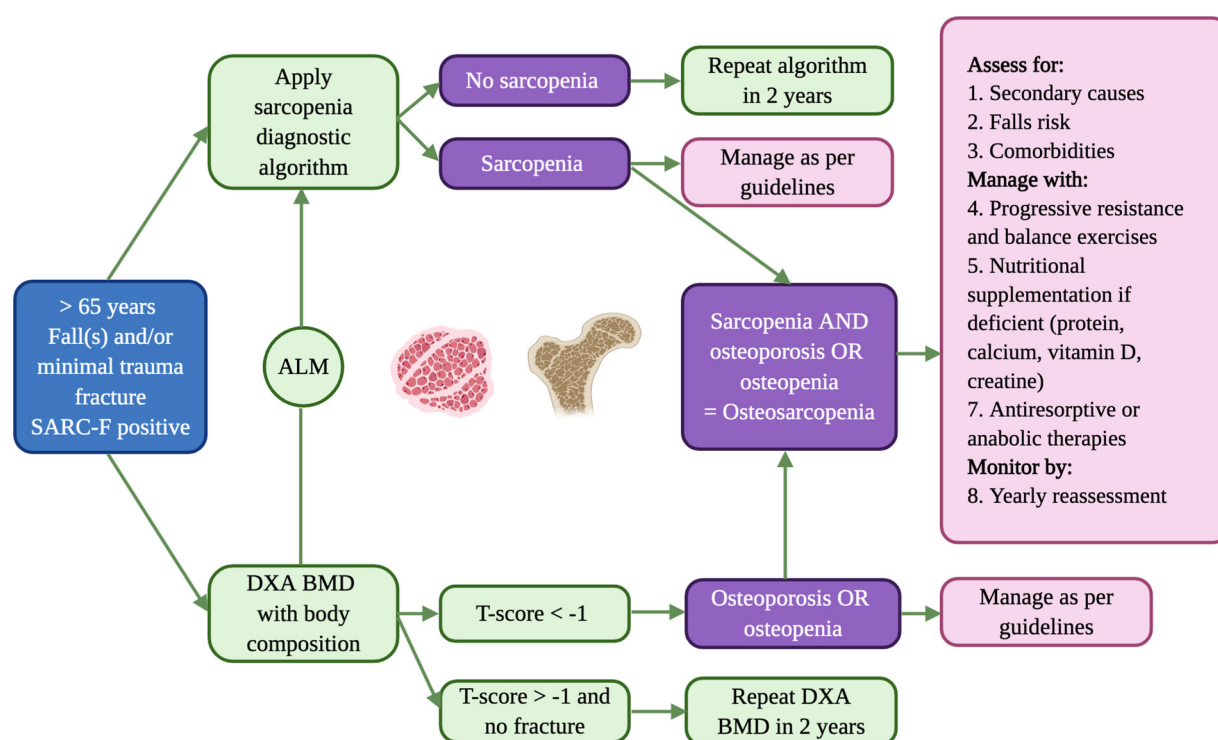 > 65 years
Fall(s) and/or
minimal trauma
fracture
SARC-F positive
Apply
sarcopenia
diagnostic
algorithm
ALM
DXA BMD
with body
composition
No sarcopenia
Sarcopenia
Repeat algorithm
in 2 years
Manage as per
guidelines
Sarcopenia AND
osteoporosis OR
osteopenia
= Osteosarcopenia
T-score < -1
T-score > -1 and
no fracture
Osteoporosis OR
osteopenia
Repeat DXA
BMD in 2 years
Manage as per
guidelines
Assess for:
1. Secondary causes
2. Falls risk
3. Comorbidities
Manage with:
4. Progressive resistance
and balance exercises
5. Nutritional
supplementation if
deficient (protein,
calcium, vitamin D,
creatine)
7. Antiresorptive or
anabolic therapies
Monitor by:
8. Yearly reassessment